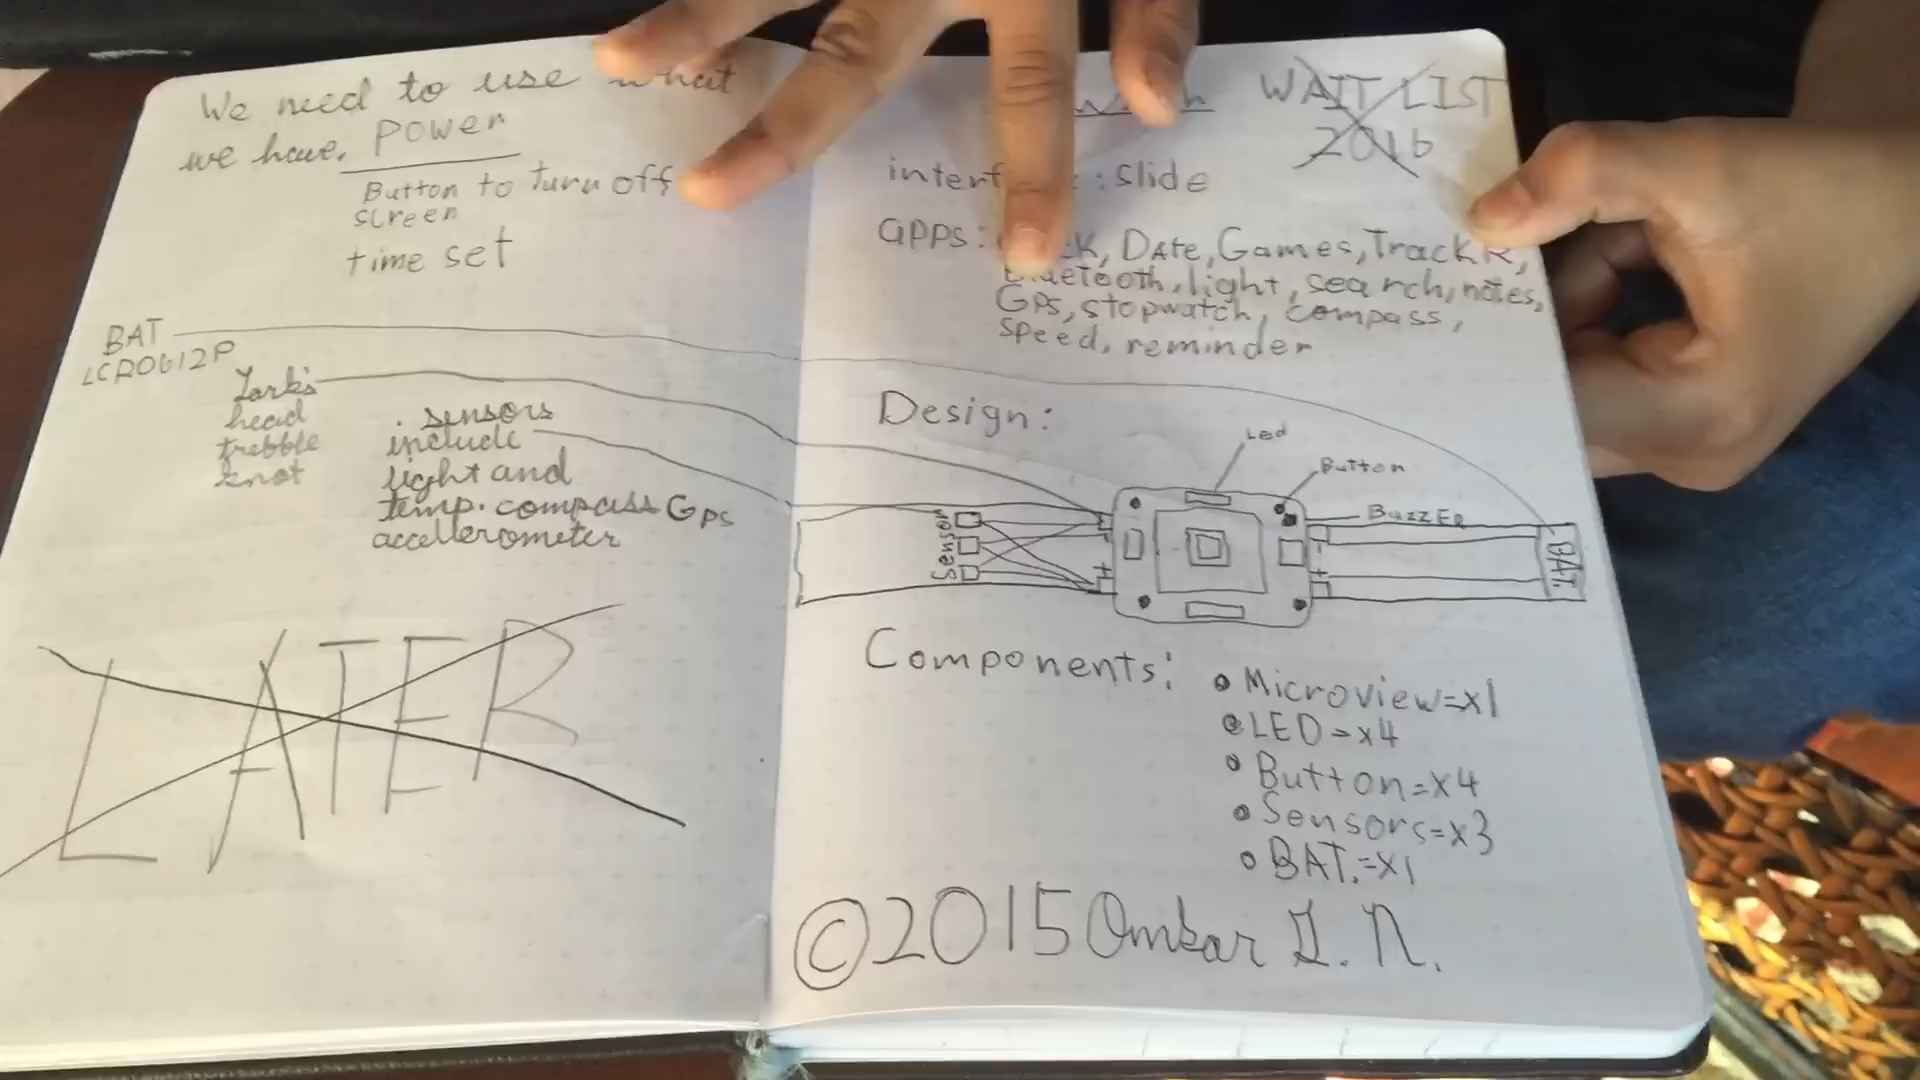 We need to use what
we have.
POWER
Button to turn off
screen
time set
BAT
LCR0612P
Lark's
head
trebble
knot
sensors
include
light and
temp. compass Gps
accellerometer
LATER
WAIT LIST
2016
: slide
apps:
Date, Games, TrackR,
light, search, notes,
GPS, stopwatch, compass,
speed, reminder
Design:
Led
Button
BUZZER
Sensor
+
-
+
BAT.
Components:
• Microview=x1
• LED=x4
• Button=x4
• Sensors=x3
• BAT.=x1
©2015 Omkar G. N.